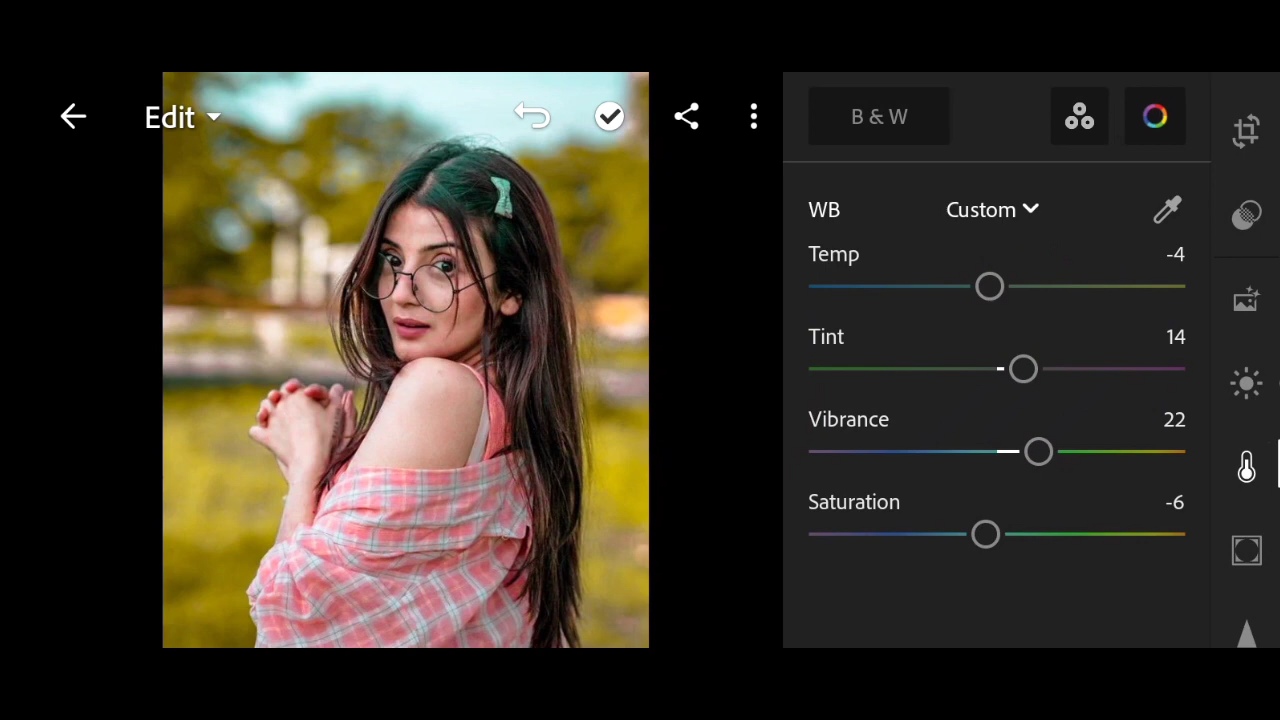 Edit
B & W
WB Custom
Temp -4
Tint 14
Vibrance 22
Saturation -6